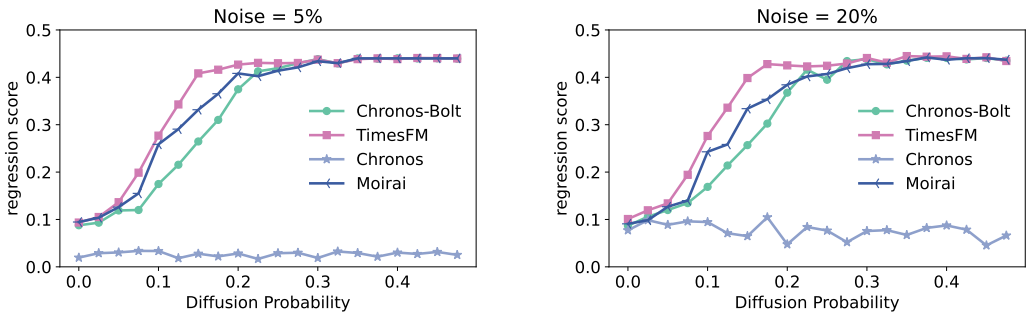 Noise = 5%
regression score
0.5
0.4
0.3
0.2
0.1
0.0
Chronos-Bolt
TimesFM
Chronos
Moirai
0.0 0.1 0.2 0.3 0.4
Diffusion Probability
Noise = 20%
regression score
0.5
0.4
0.3
0.2
0.1
0.0
Chronos-Bolt
TimesFM
Chronos
Moirai
0.0 0.1 0.2 0.3 0.4
Diffusion Probability